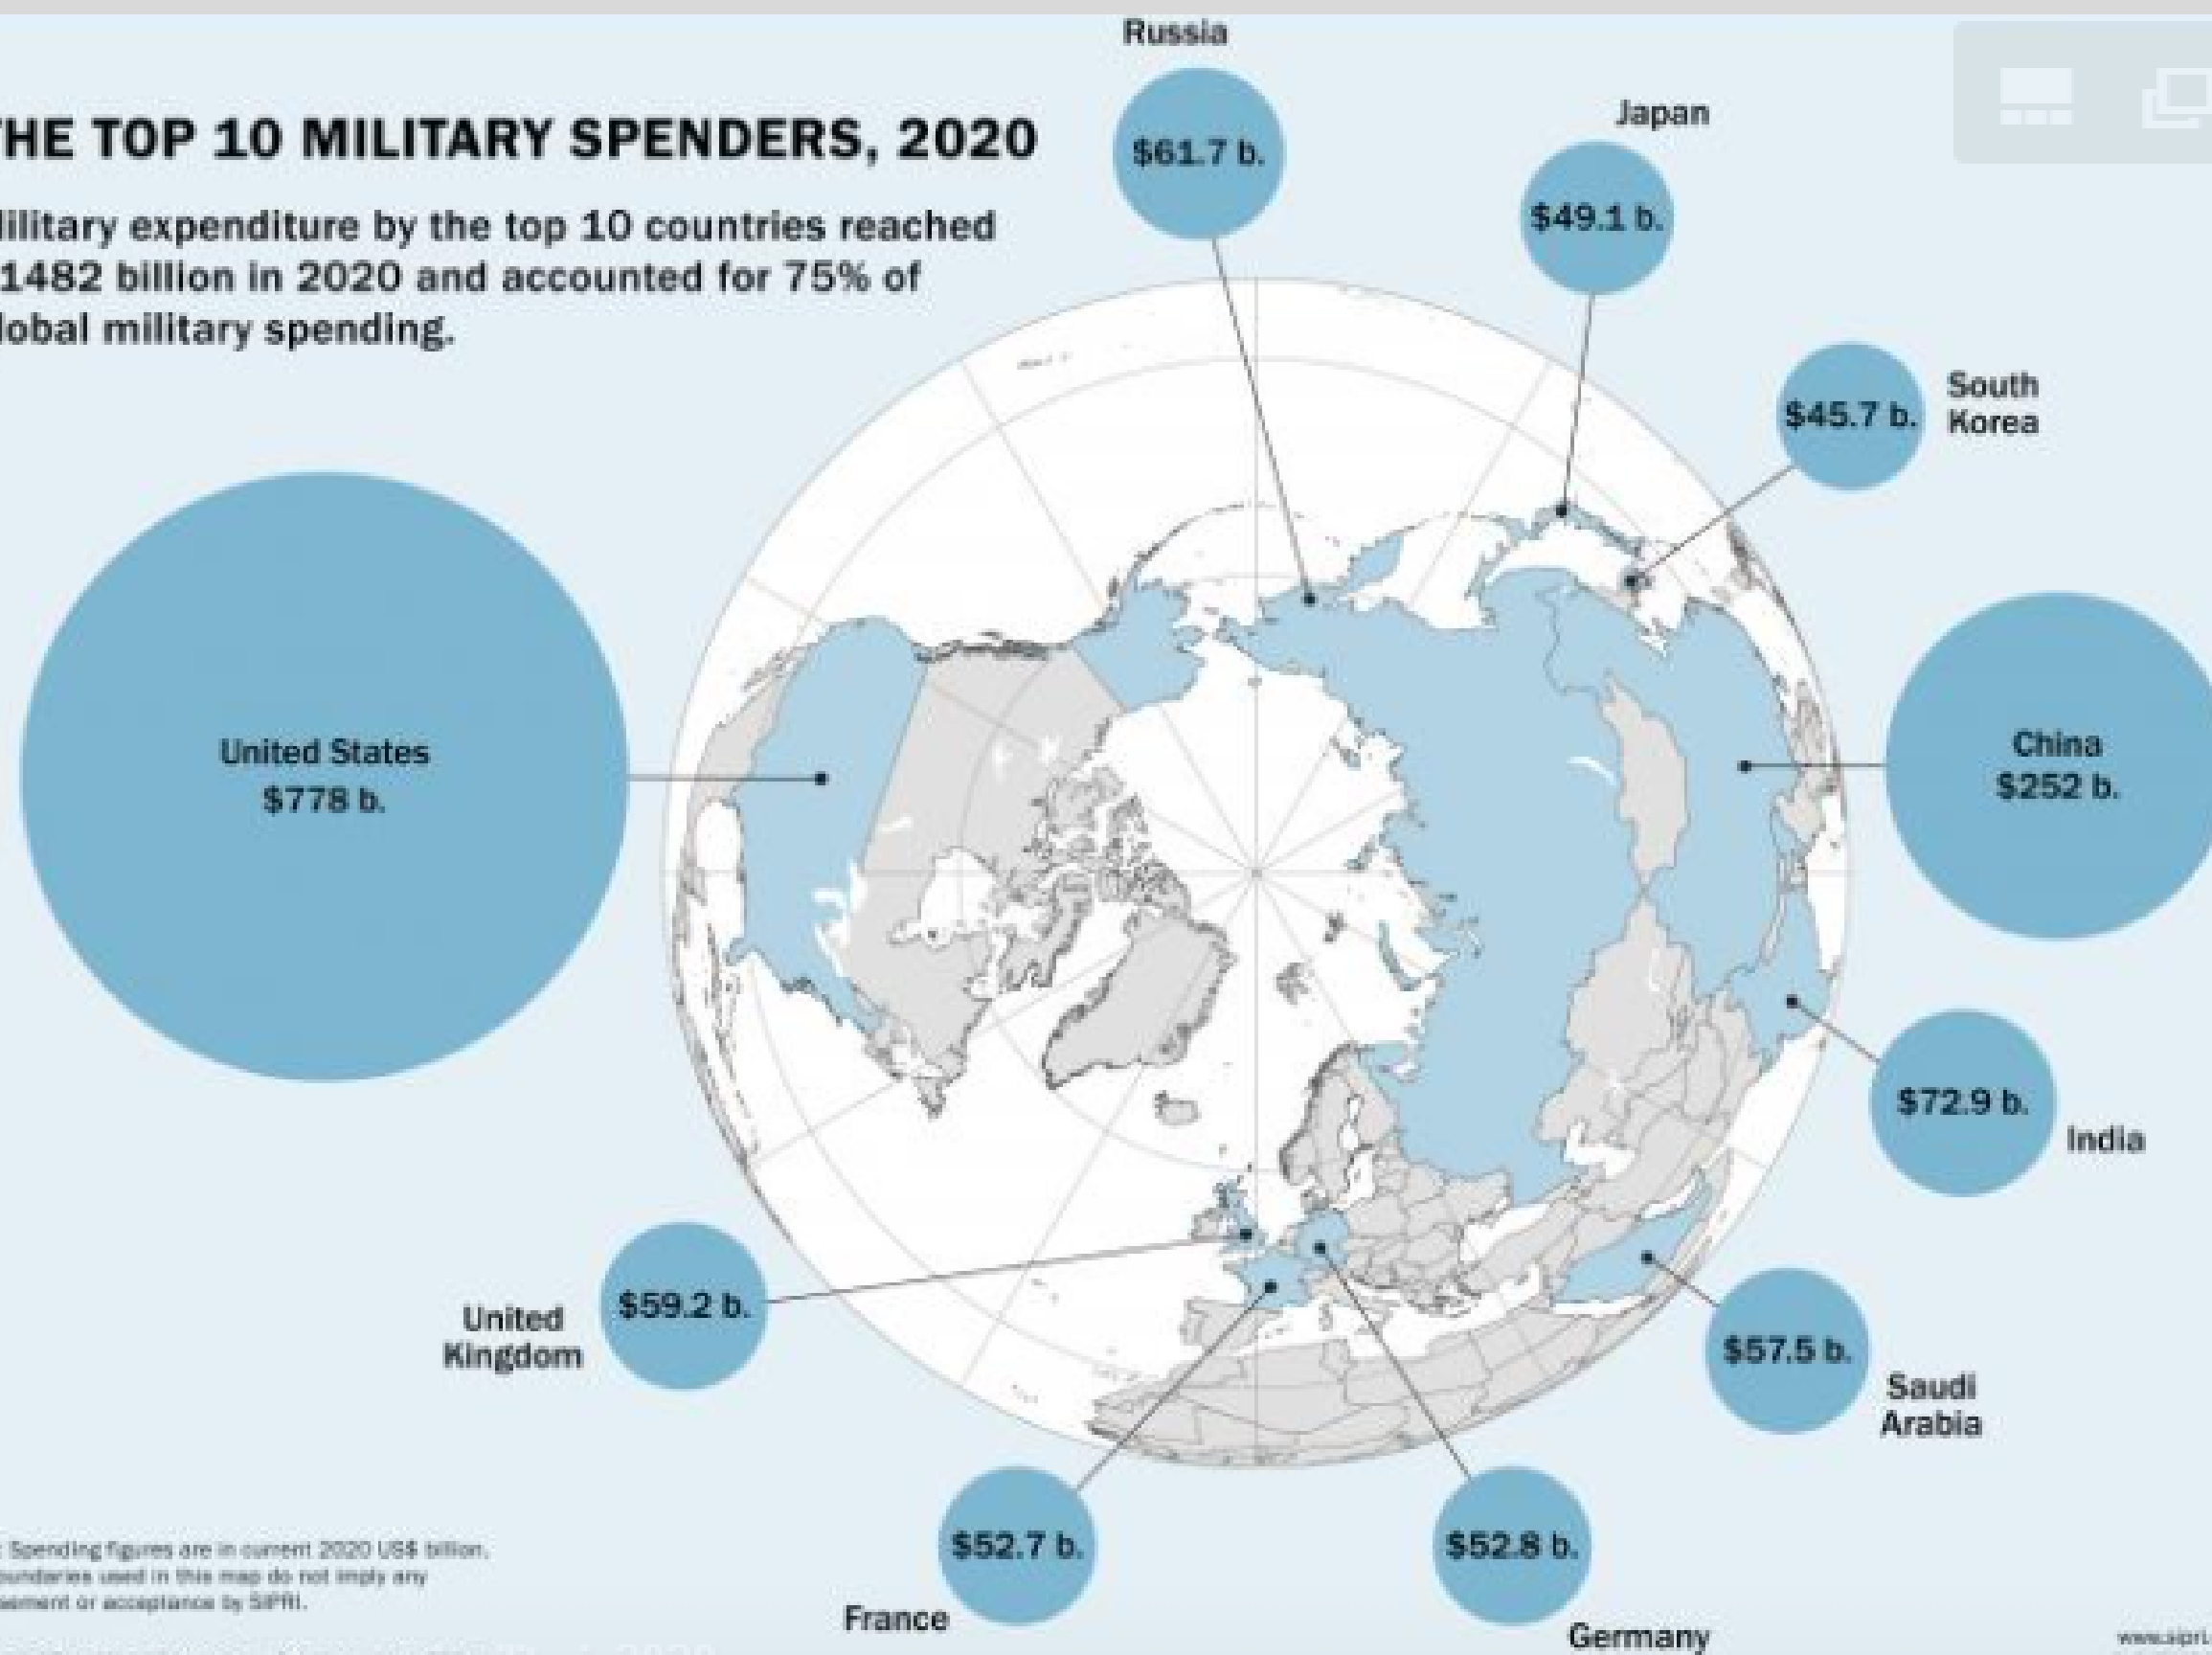 THE TOP 10 MILITARY SPENDERS, 2020
ilitary expenditure by the top 10 countries reached
1482 billion in 2020 and accounted for 75% of
lobal military spending.
Russia
$61.7 b.
Japan
$49.1 b.
$45.7 b.
South
Korea
United States
$778 b.
China
$252 b.
$72.9 b.
India
$59.2 b.
United
Kingdom
$57.5 b.
Saudi
Arabia
$52.7 b.
France
$52.8 b.
Germany
: Spending figures are in current 2020 US$ billion.
oundaries used in this map do not imply any
sement or acceptance by SIPRI.
www.sipri.